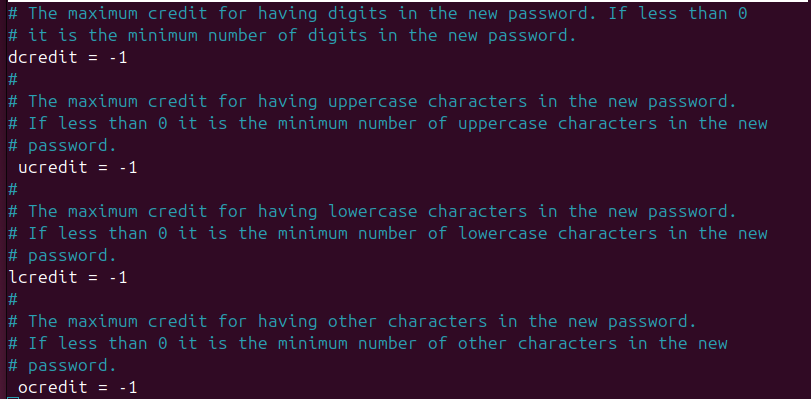 # The maximum credit for having digits in the new password. If less than 0
# it is the minimum number of digits in the new password.
dcredit = -1
#
# The maximum credit for having uppercase characters in the new password.
# If less than 0 it is the minimum number of uppercase characters in the new
# password.
 ucredit = -1
#
# The maximum credit for having lowercase characters in the new password.
# If less than 0 it is the minimum number of lowercase characters in the new
# password.
lcredit = -1
#
# The maximum credit for having other characters in the new password.
# If less than 0 it is the minimum number of other characters in the new
# password.
 ocredit = -1